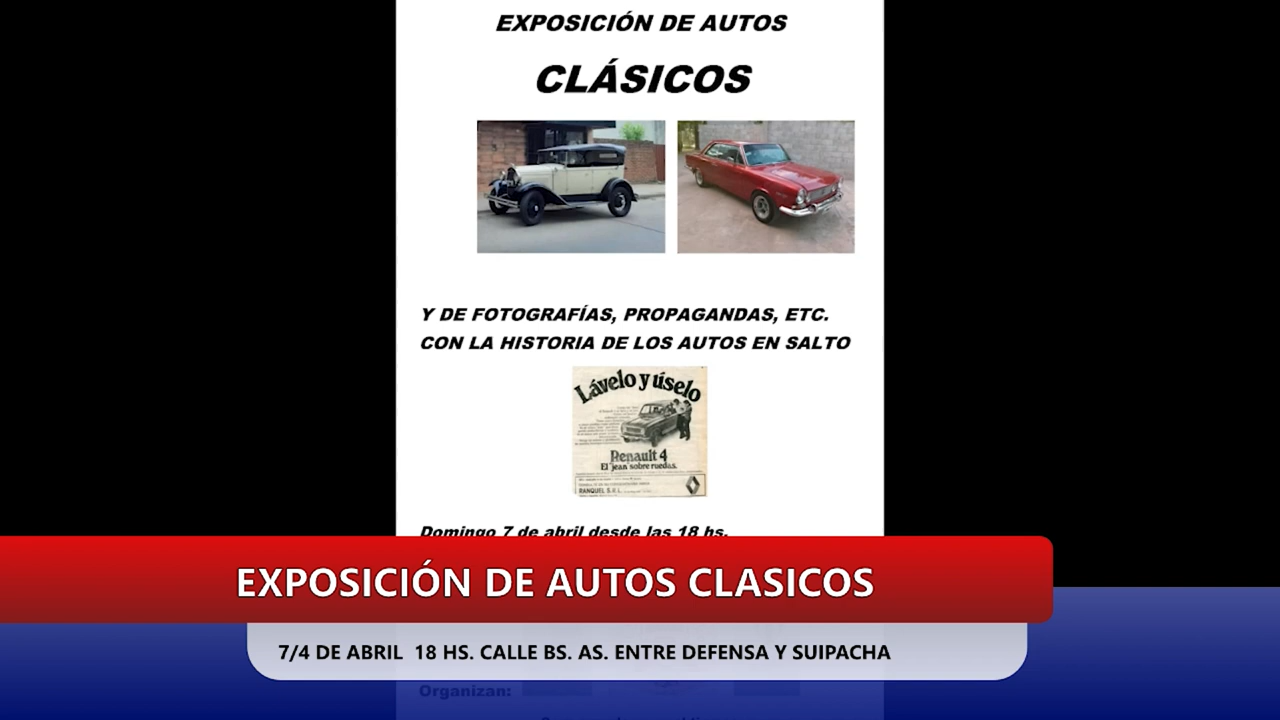 EXPOSICIÓN DE AUTOS
CLÁSICOS
Y DE FOTOGRAFÍAS, PROPAGANDAS, ETC.
CON LA HISTORIA DE LOS AUTOS EN SALTO
Lávelo y úselo
Renault 4
El "jean" sobre ruedas.
RANQUEL S.R.L.
Domingo 7 de abril desde las 18 hs.
EXPOSICIÓN DE AUTOS CLASICOS
7/4 DE ABRIL 18 HS. CALLE BS. AS. ENTRE DEFENSA Y SUIPACHA
Organizan: